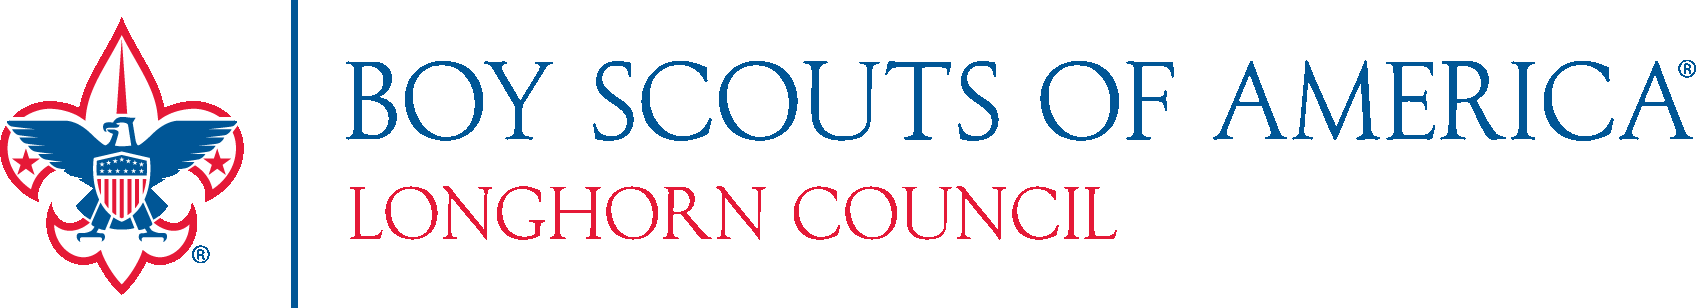 BOY SCOUTS OF AMERICA®
LONGHORN COUNCIL
®